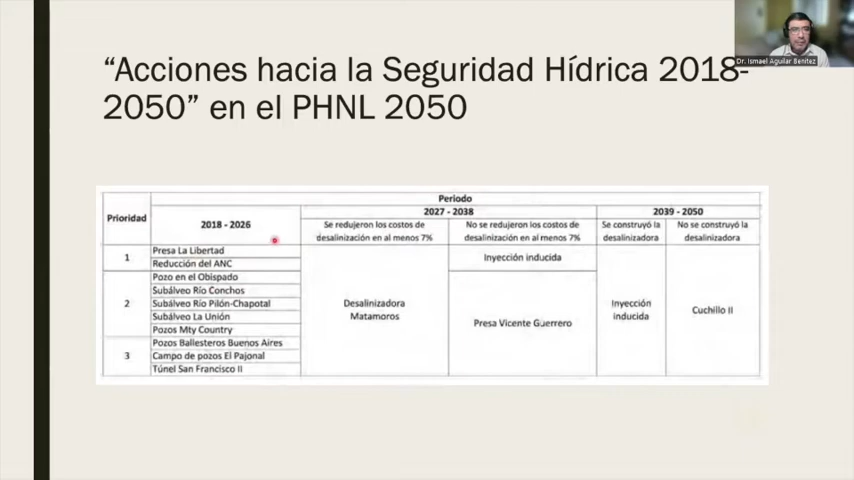 Dr. Ismael Aguilar Benitez
“Acciones hacia la Seguridad Hídrica 2018-
2050” en el PHNL 2050
Prioridad
Periodo
2018 - 2026
2027 - 2038
2039 - 2050
Se redujeron los costos de
desalinización en al menos 7%
No se redujeron los costos de
desalinización en al menos 7%
Se construyó la
desalinizadora
No se construyó la
desalinizadora
1
Presa La Libertad
Reducción del ANC
2
Pozo en el Obispado
Subálveo Río Conchos
Subálveo Río Pilón-Chapotal
Subálveo La Unión
Pozos Mty Country
3
Pozos Ballesteros Buenos Aires
Campo de pozos El Pajonal
Túnel San Francisco II
Desalinizadora
Matamoros
Inyección inducida
Presa Vicente Guerrero
Inyección
inducida
Cuchillo II